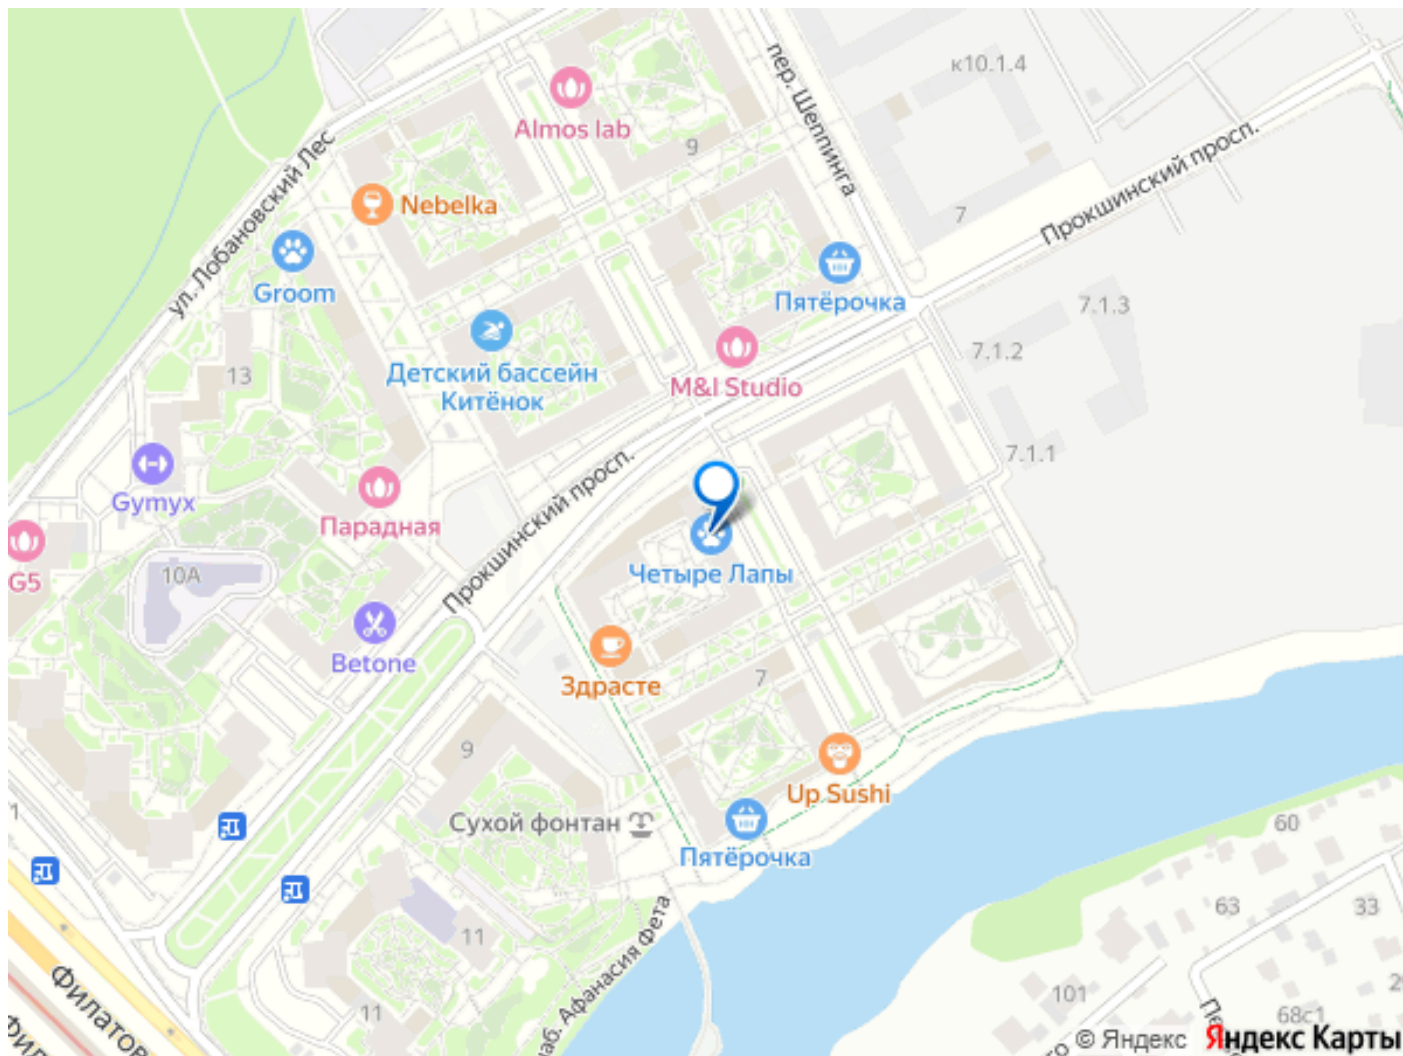 к10.1.4
пер. Шеппинга
Almos lab
9
Прокшинский просп.
ул. Лобановский Лес
Nebelka
7
Groom
Пятёрочка
7.1.3
7.1.2
M&I Studio
Детский бассейн
Китёнок
13
7.1.1
Gymyx
Парадная
Прокшинский просп.
G5
10А
Четыре Лапы
Betone
Здрасте
7
9
Up Sushi
Сухой фонтан
Пятёрочка
1
60
63
33
11
11
наб. Афанасия Фета
101
68с1
Филатов
© Яндекс
Яндекс Карты